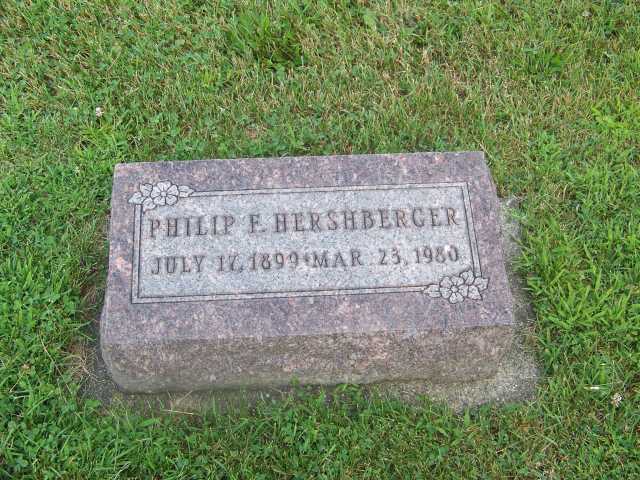 PHILIP F. HERSHBERGER
JULY 17, 1899 · MAR. 23, 1980